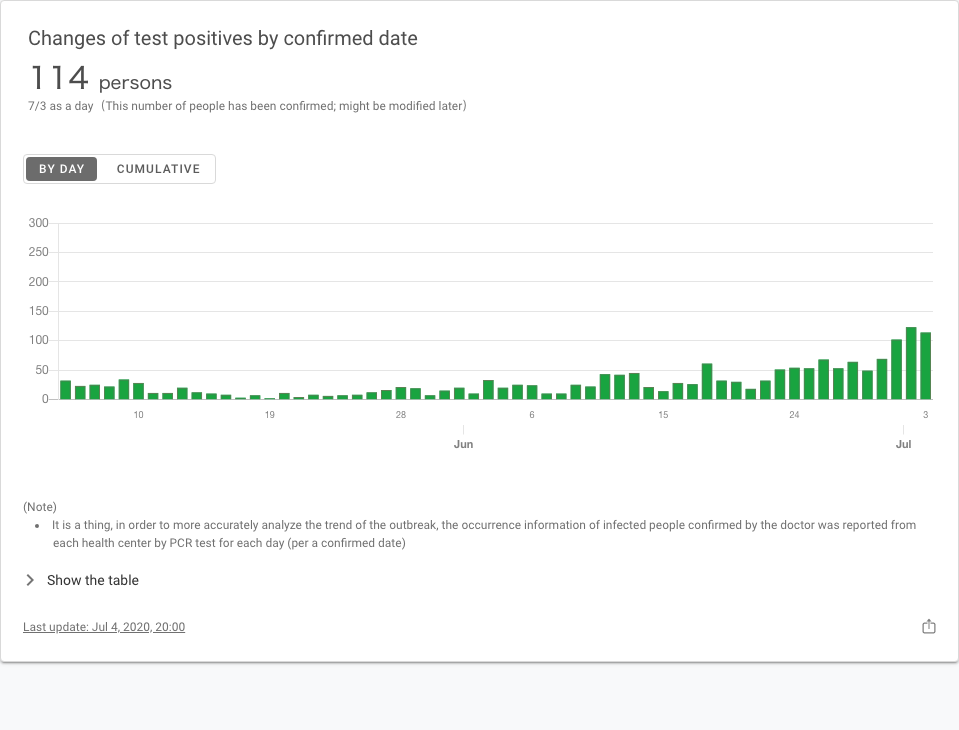 Changes of test positives by confirmed date
114 persons
7/3 as a day (This number of people has been confirmed; might be modified later)
BY DAY CUMULATIVE
300
250
200
150
100
50
0
10 19 28 6 15 24 3
Jun Jul
(Note)
• It is a thing, in order to more accurately analyze the trend of the outbreak, the occurrence information of infected people confirmed by the doctor was reported from
each health center by PCR test for each day (per a confirmed date)
Show the table
Last update: Jul 4, 2020, 20:00